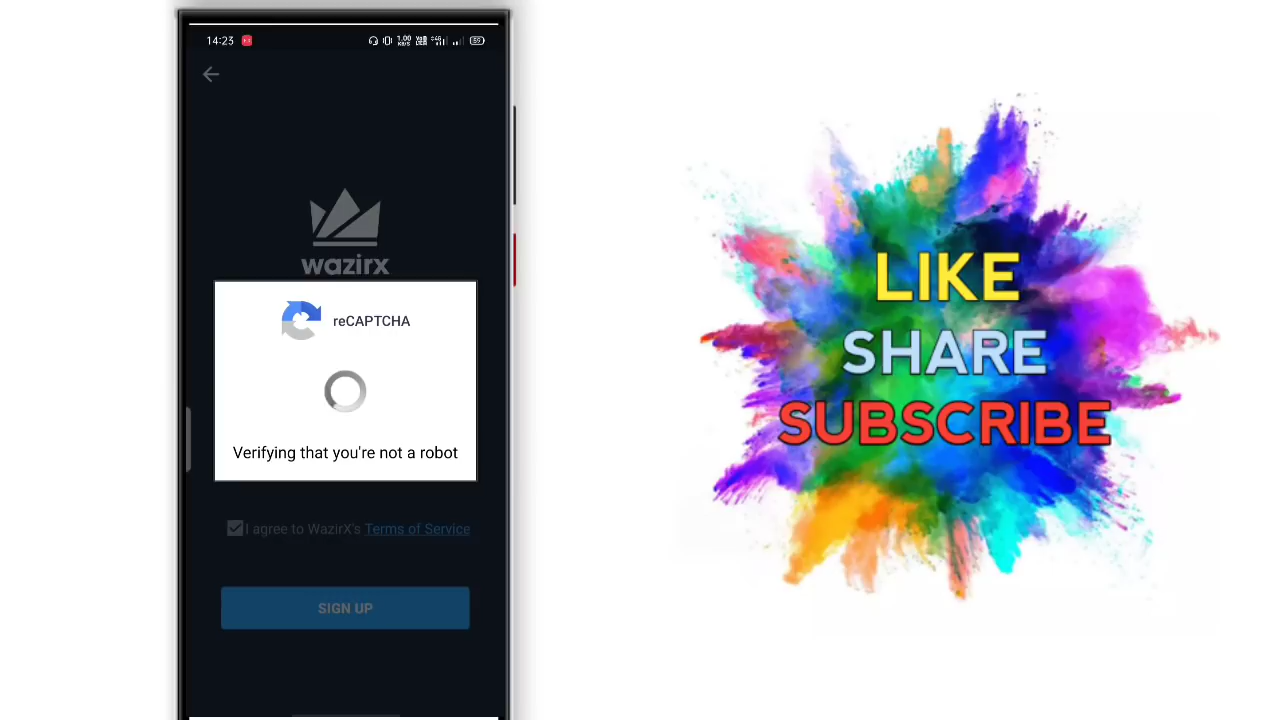 14:23
wazirx
reCAPTCHA
Verifying that you're not a robot
I agree to WazirX's Terms of Service
SIGN UP
LIKE
SHARE
SUBSCRIBE